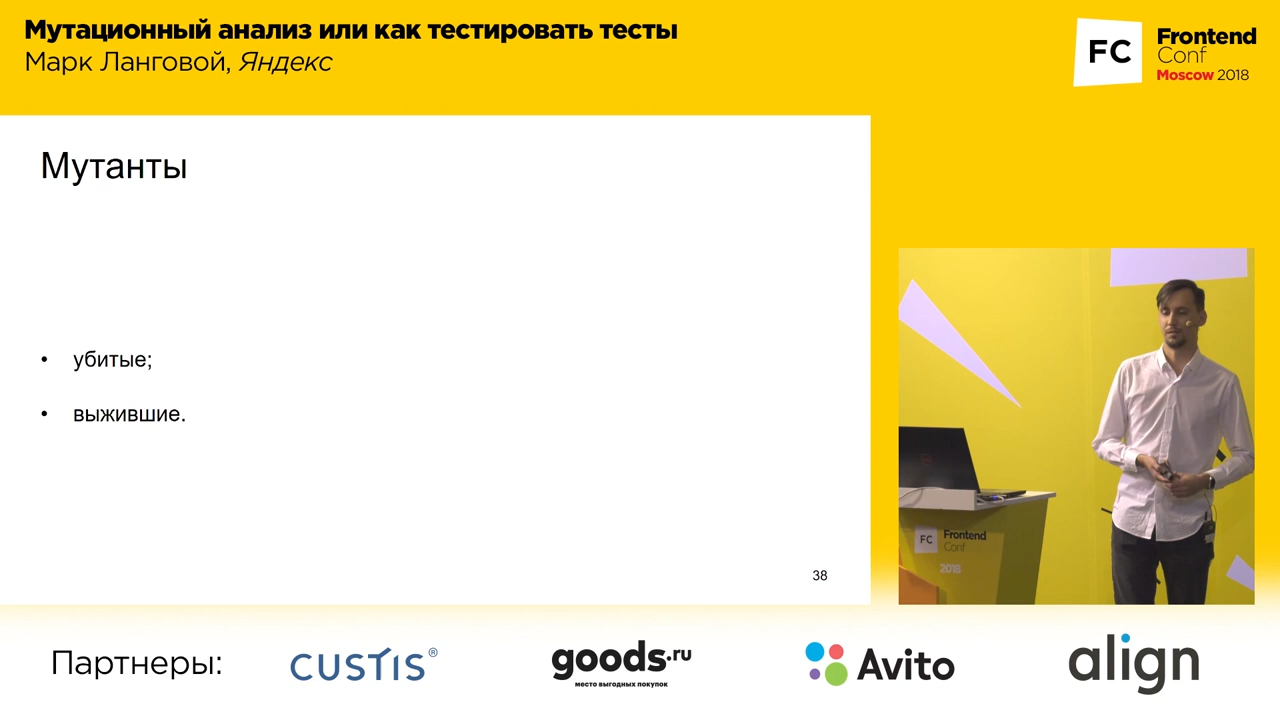 Мутационный анализ или как тестировать тесты
Марк Ланговой, Яндекс
FC
Frontend
Conf
Moscow 2018
Мутанты
• убитые;
• выжившие.
38
FC
Frontend
Conf
2018
Партнеры:
CUSTIS®
goods.ru
место выгодных покупок
Avito
align